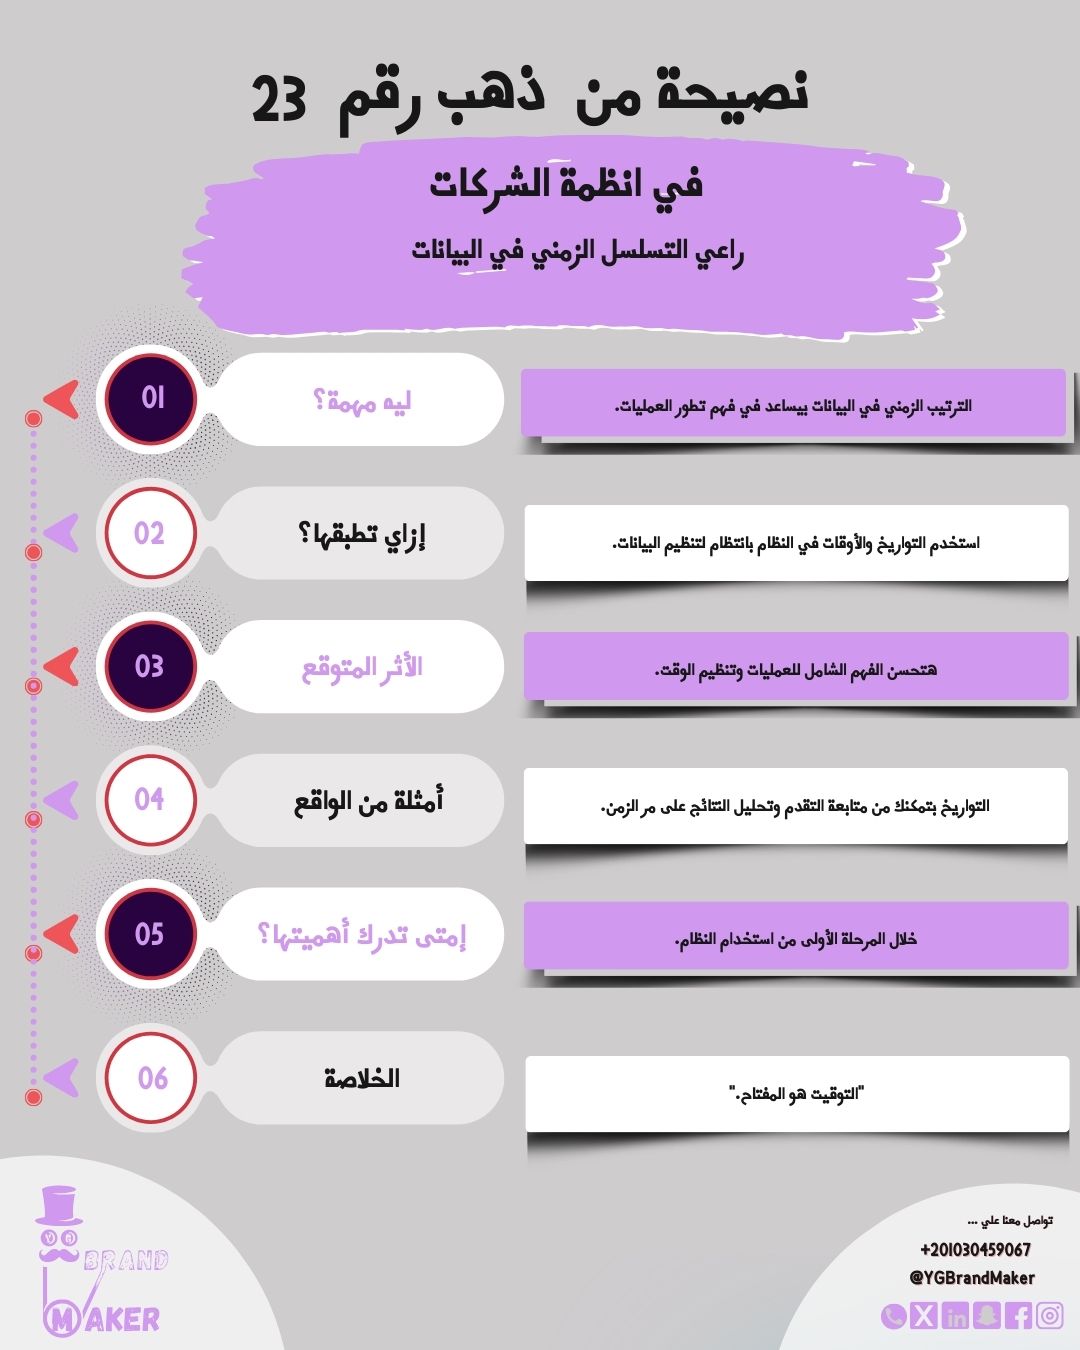 نصيحة من ذهب رقم 23
في انظمة الشركات
راعي التسلسل الزمني في البيانات
01
ليه مهمة؟
الترتيب الزمني في البيانات بيساعد في فهم تطور العمليات.
02
إزاي تطبقها؟
استخدم التواريخ والأوقات في النظام بانتظام لتنظيم البيانات.
03
الأثر المتوقع
هتحسن الفهم الشامل للعمليات وتنظيم الوقت.
04
أمثلة من الواقع
التواريخ بتمكنك من متابعة التقدم وتحليل النتائج على مر الزمن.
05
إمتى تدرك أهميتها؟
خلال المرحلة الأولى من استخدام النظام.
06
الخلاصة
"التوقيت هو المفتاح."
تواصل معنا علي ...
+201030459067
@YGBrandMaker
BRAND
MAKER